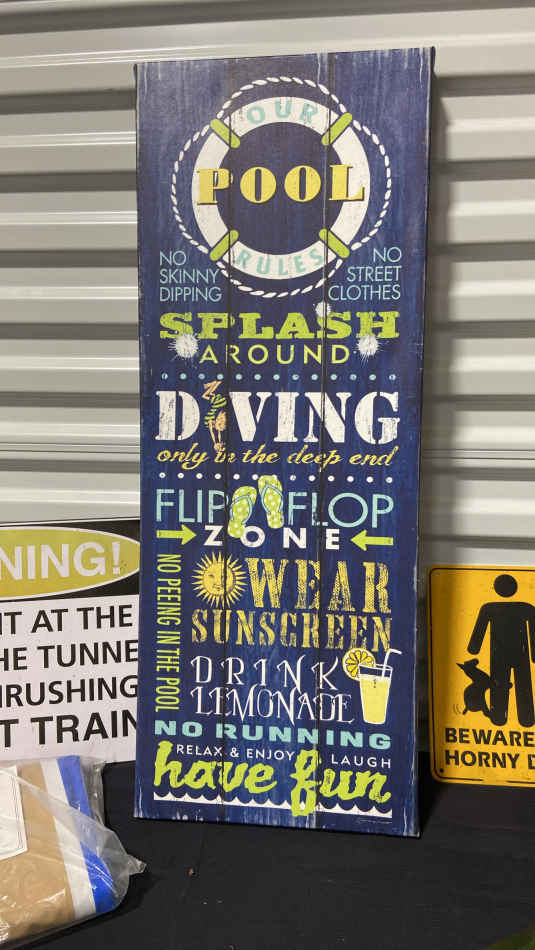 OUR
POOL
RULES
NO
SKINNY
DIPPING
NO
STREET
CLOTHES
SPLASH
AROUND
DIVING
only in the deep end
FLIP FLOP
ZONE
NO PEEING IN THE POOL
WEAR
SUNSCREEN
DRINK
LEMONADE
NO RUNNING
RELAX & ENJOY LAUGH
have fun
NING!
IT AT THE
HE TUNNE
HRUSHING
T TRAIN
BEWARE
HORNY D